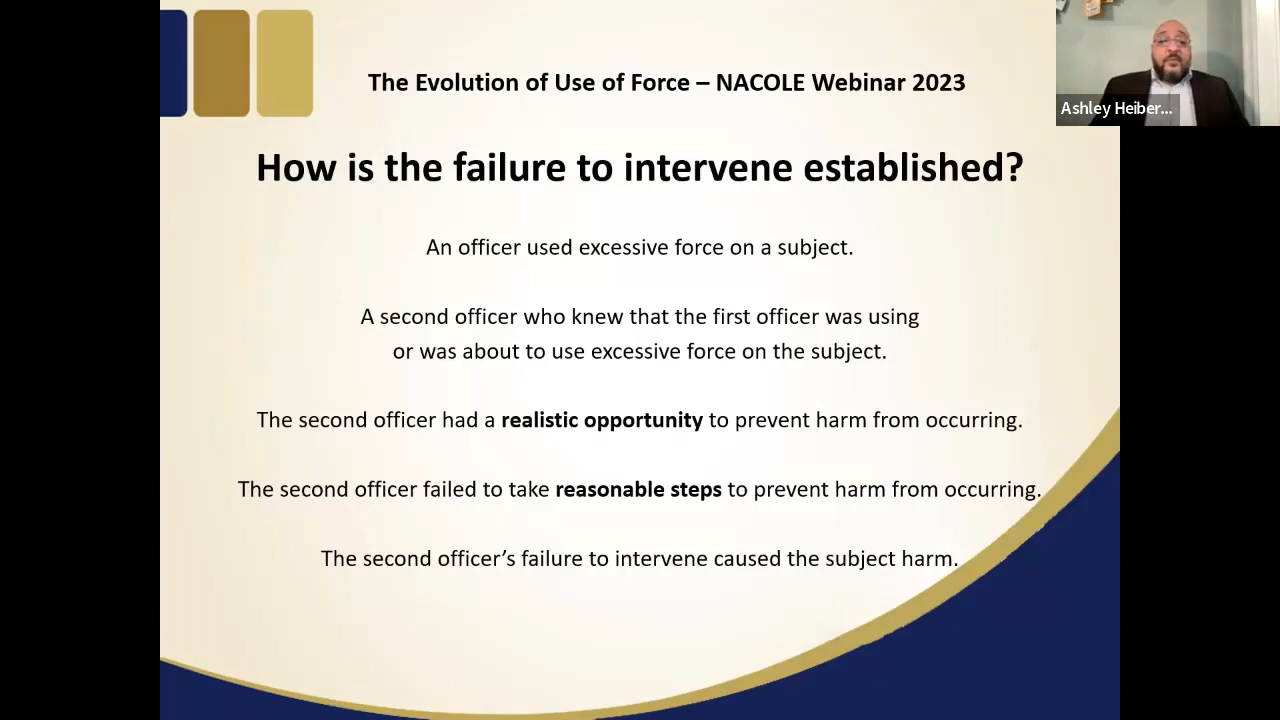 The Evolution of Use of Force – NACOLE Webinar 2023
Ashley Heiber...
How is the failure to intervene established?
An officer used excessive force on a subject.
A second officer who knew that the first officer was using
or was about to use excessive force on the subject.
The second officer had a realistic opportunity to prevent harm from occurring.
The second officer failed to take reasonable steps to prevent harm from occurring.
The second officer’s failure to intervene caused the subject harm.